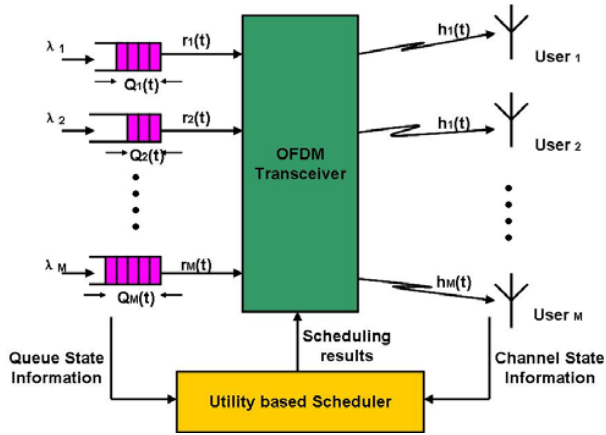 λ 1
r1(t)
h1(t)
Q1(t)
User 1
λ 2
r2(t)
h1(t)
Q2(t)
User 2
OFDM
Transceiver
λ M
rM(t)
hM(t)
QM(t)
User M
Queue State
Information
Scheduling
results
Channel State
Information
Utility based Scheduler